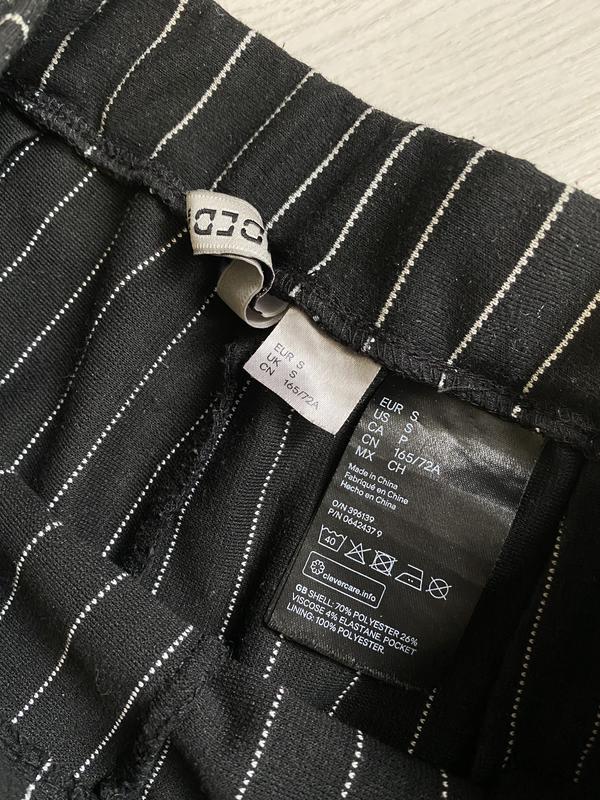 EUR S
UK S
CN 165/72A
EUR S
US S
CA P
CN 165/72A
MX CH
Made in China
Fabriqué en Chine
Hecho en China
O/N 396139
P/N 0642437 9
40
clevercare.info
GB SHELL: 70% POLYESTER 26%
VISCOSE 4% ELASTANE. POCKET
LINING: 100% POLYESTER.